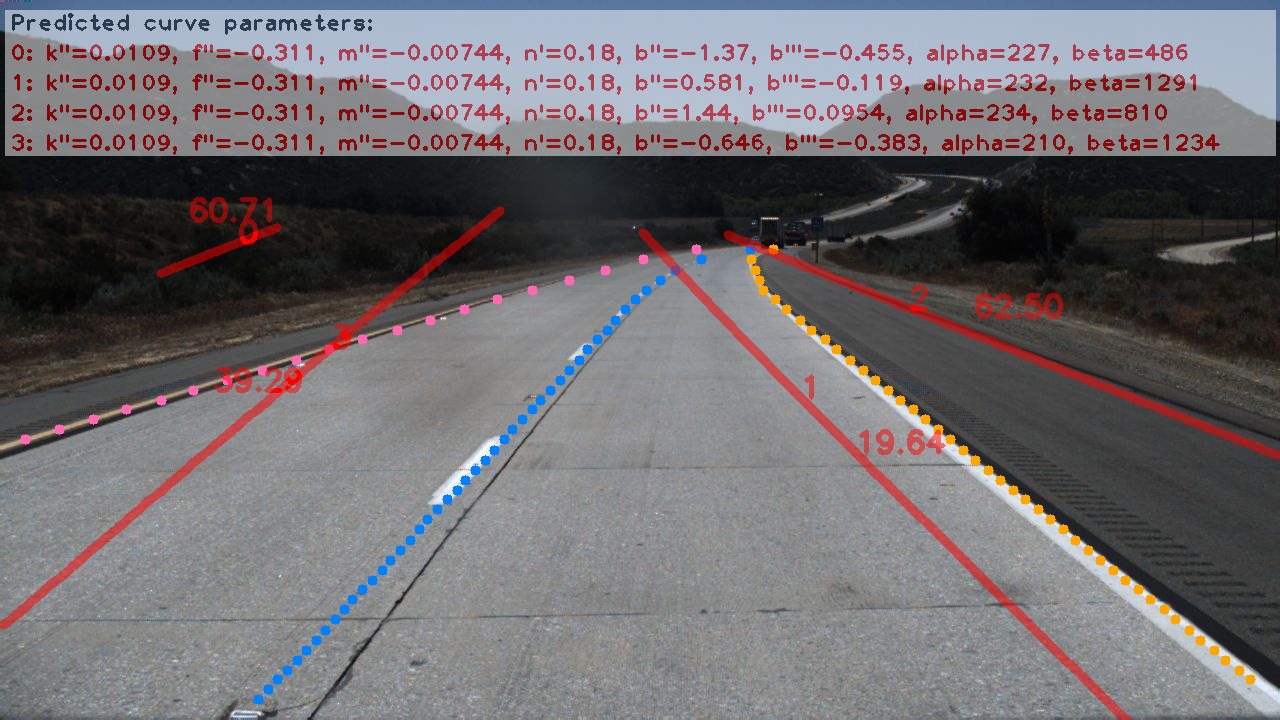 Predicted curve parameters:
0: k''=0.0109, f''=-0.311, m''=-0.00744, n'=0.18, b''=-1.37, b'''=-0.455, alpha=227, beta=486
1: k''=0.0109, f''=-0.311, m''=-0.00744, n'=0.18, b''=0.581, b'''=-0.119, alpha=232, beta=1291
2: k''=0.0109, f''=-0.311, m''=-0.00744, n'=0.18, b''=1.44, b'''=0.0954, alpha=234, beta=810
3: k''=0.0109, f''=-0.311, m''=-0.00744, n'=0.18, b''=-0.646, b'''=-0.383, alpha=210, beta=1234
60.71
0
2
62.50
3
39.29
1
19.64